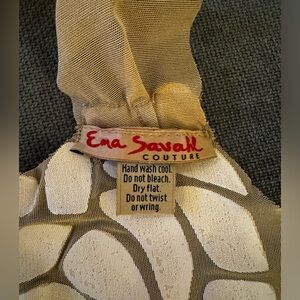 Ema Savahl
COUTURE
Hand wash cool.
Do not bleach.
Dry flat.
Do not twist
or wring.